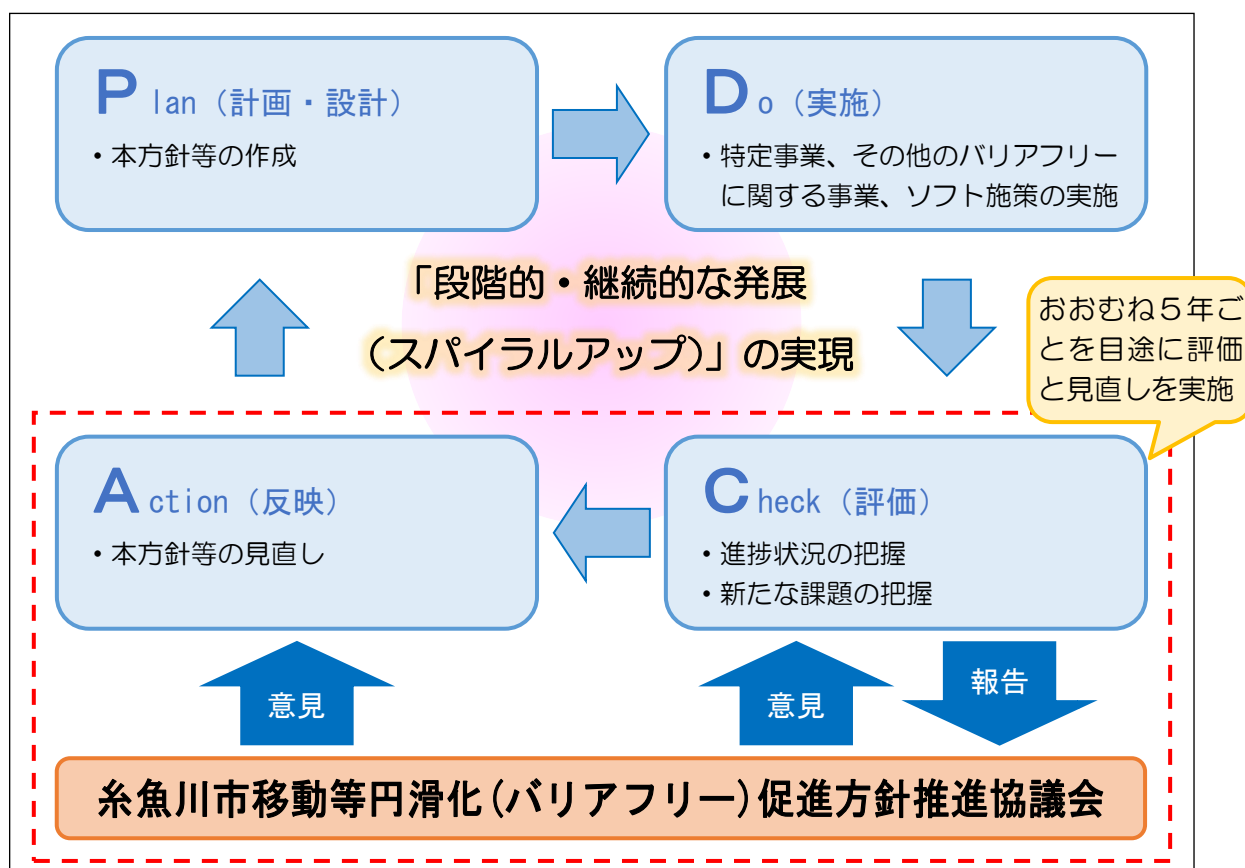 Plan（計画・設計）
・本方針等の作成
Do（実施）
・特定事業、その他のバリアフリー
に関する事業、ソフト施策の実施
「段階的・継続的な発展
（スパイラルアップ）」の実現
おおむね５年ご
とを目途に評価
と見直しを実施
Action（反映）
・本方針等の見直し
Check（評価）
・進捗状況の把握
・新たな課題の把握
意見
意見
報告
糸魚川市移動等円滑化(バリアフリー)促進方針推進協議会